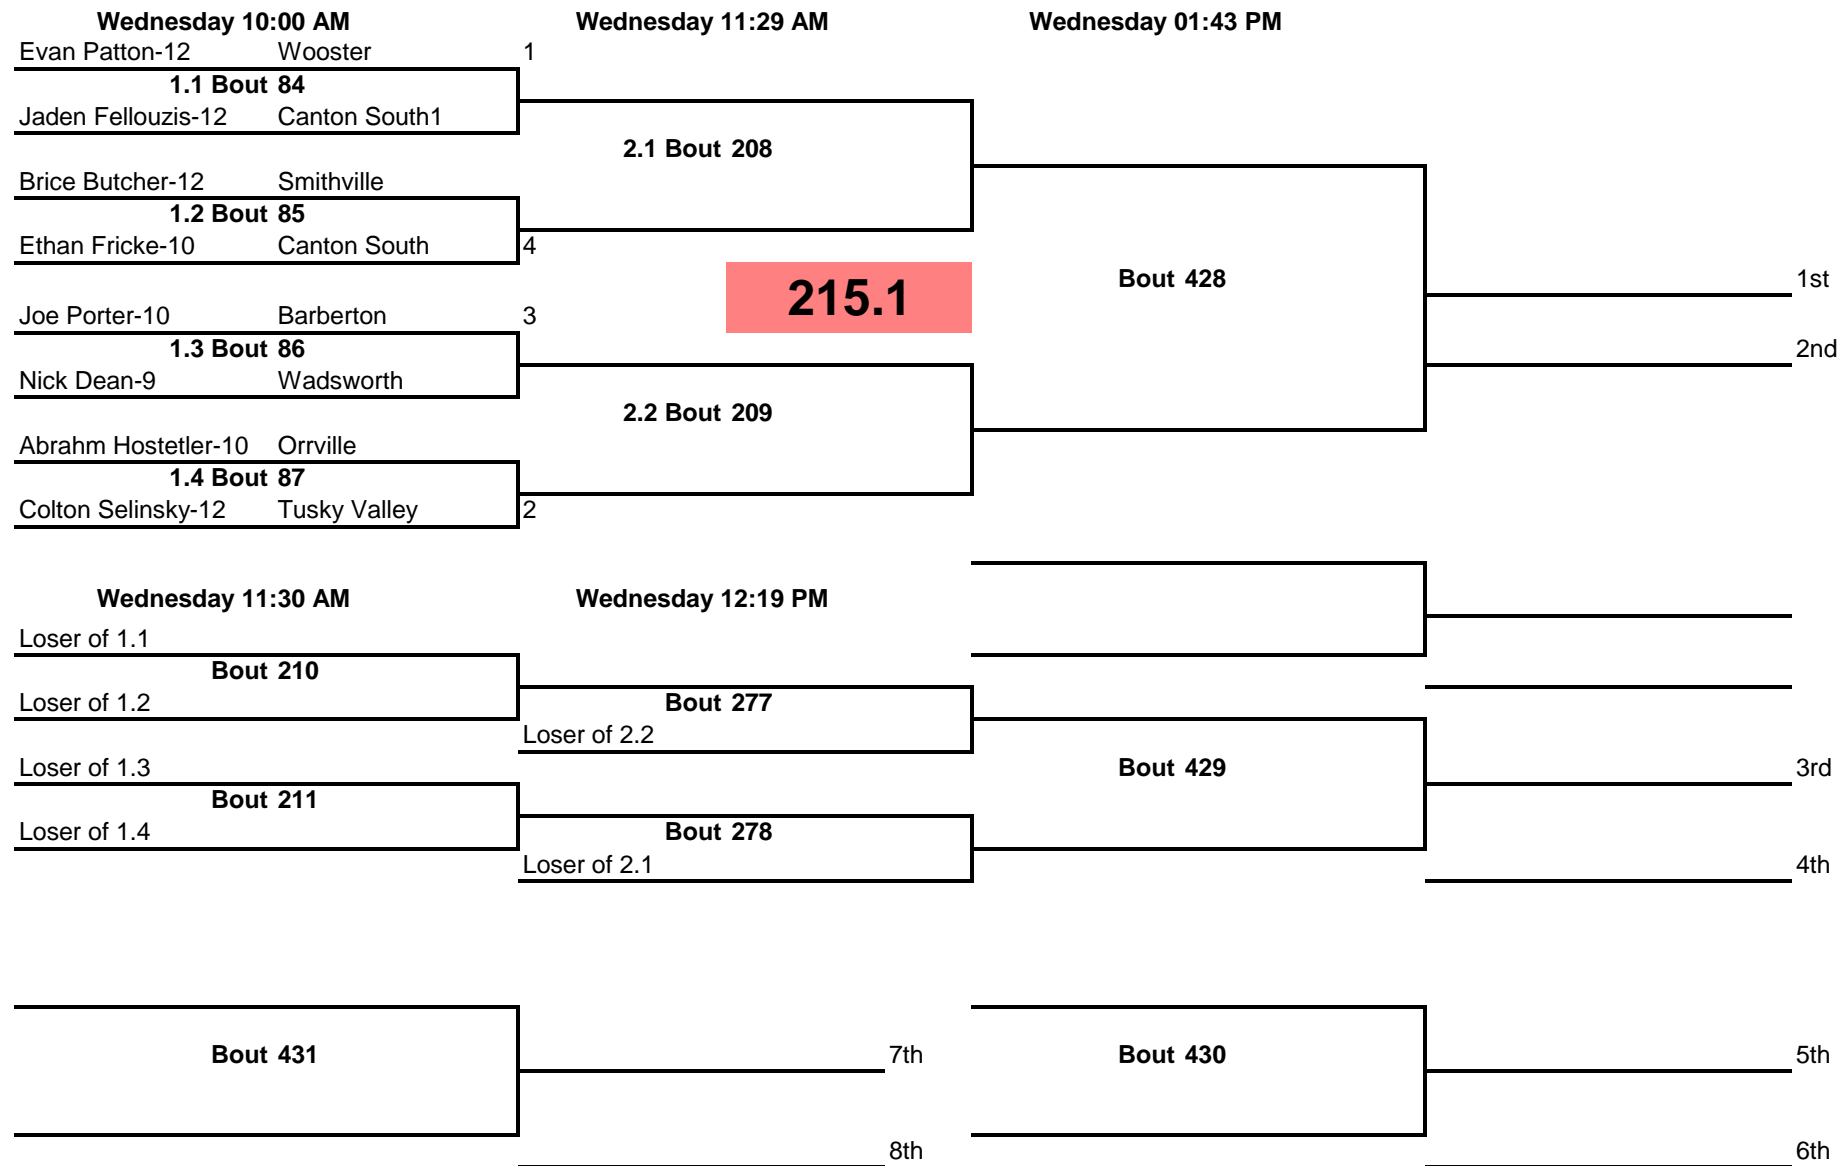 Wednesday 10:00 AM Wednesday 11:29 AM Wednesday 01:43 PM
Evan Patton-12 Wooster 1
1.1 Bout 84
Jaden Fellouzis-12 Canton South1
2.1 Bout 208
Brice Butcher-12 Smithville
1.2 Bout 85
Ethan Fricke-10 Canton South 4
215.1 Bout 428 1st
Joe Porter-10 Barberton 3
1.3 Bout 86 2nd
Nick Dean-9 Wadsworth
2.2 Bout 209
Abrahm Hostetler-10 Orrville
1.4 Bout 87
Colton Selinsky-12 Tusky Valley 2
Wednesday 11:30 AM Wednesday 12:19 PM
Loser of 1.1
Bout 210
Loser of 1.2 Bout 277
Loser of 2.2
Loser of 1.3 Bout 429 3rd
Bout 211
Loser of 1.4 Bout 278
Loser of 2.1 4th
Bout 431 7th Bout 430 5th
8th 6th